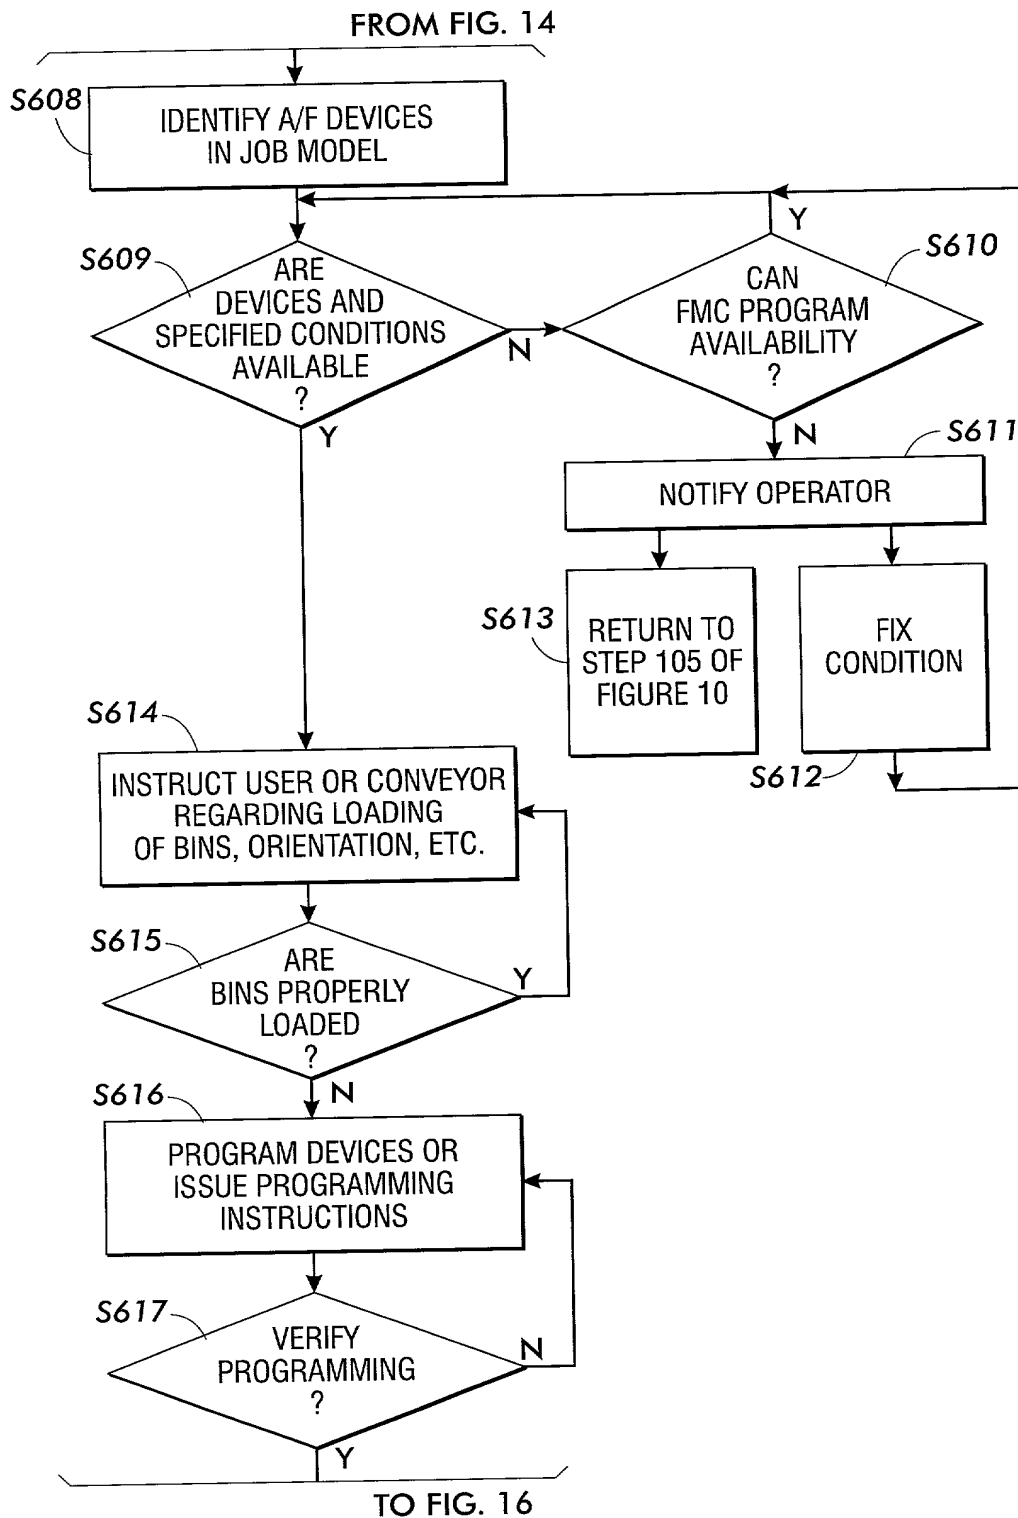 FROM FIG. 14
S608
IDENTIFY A/F DEVICES
IN JOB MODEL
S609
ARE
DEVICES AND
SPECIFIED CONDITIONS
AVAILABLE
?
N
Y
S610
Y
CAN
FMC PROGRAM
AVAILABILITY
?
N
S611
NOTIFY OPERATOR
S613
RETURN TO
STEP 105 OF
FIGURE 10
FIX
CONDITION
S612
S614
INSTRUCT USER OR CONVEYOR
REGARDING LOADING
OF BINS, ORIENTATION, ETC.
S615
ARE
BINS PROPERLY
LOADED
?
Y
N
S616
PROGRAM DEVICES OR
ISSUE PROGRAMMING
INSTRUCTIONS
S617
VERIFY
PROGRAMMING
?
N
Y
TO FIG. 16